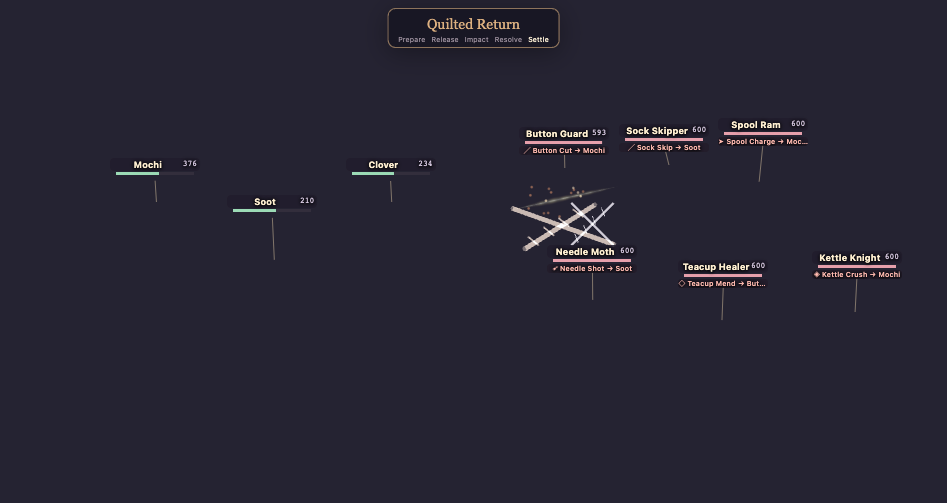 Quilted Return
Prepare Release Impact Resolve Settle
Mochi 376
Soot 210
Clover 234
Button Guard 593
Button Cut → Mochi
Sock Skipper 600
Sock Skip → Soot
Spool Ram 600
Spool Charge → Moc...
Needle Moth 600
Needle Shot → Soot
Teacup Healer 600
Teacup Mend → But...
Kettle Knight 600
Kettle Crush → Mochi